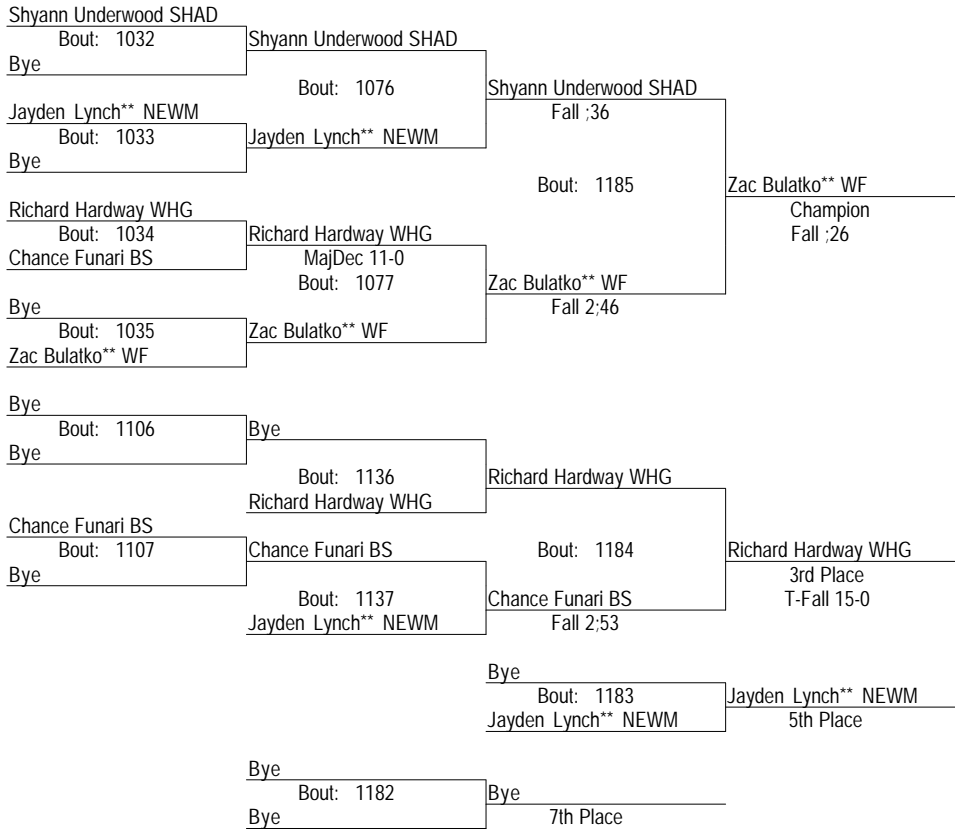 Shyann Underwood SHAD
Bout: 1032
Bye
Shyann Underwood SHAD
Bout: 1076
Jayden Lynch** NEWM
Bout: 1033
Bye
Jayden Lynch** NEWM
Shyann Underwood SHAD
Fall ;36
Bout: 1185
Richard Hardway WHG
Bout: 1034
Chance Funari BS
Richard Hardway WHG
MajDec 11-0
Bout: 1077
Bye
Bout: 1035
Zac Bulatko** WF
Zac Bulatko** WF
Zac Bulatko** WF
Fall 2;46
Zac Bulatko** WF
Champion
Fall ;26
Bye
Bout: 1106
Bye
Bye
Bout: 1136
Richard Hardway WHG
Richard Hardway WHG
Chance Funari BS
Bout: 1107
Bye
Chance Funari BS
Bout: 1137
Jayden Lynch** NEWM
Bout: 1184
Chance Funari BS
Fall 2;53
Richard Hardway WHG
3rd Place
T-Fall 15-0
Bye
Bout: 1183
Jayden Lynch** NEWM
Jayden Lynch** NEWM
5th Place
Bye
Bout: 1182
Bye
Bye
7th Place